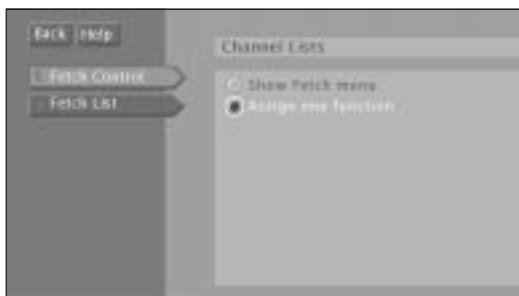 Back Help
Fetch Control
Fetch List
Channel Lists
Show Fetch menu
Assign one function